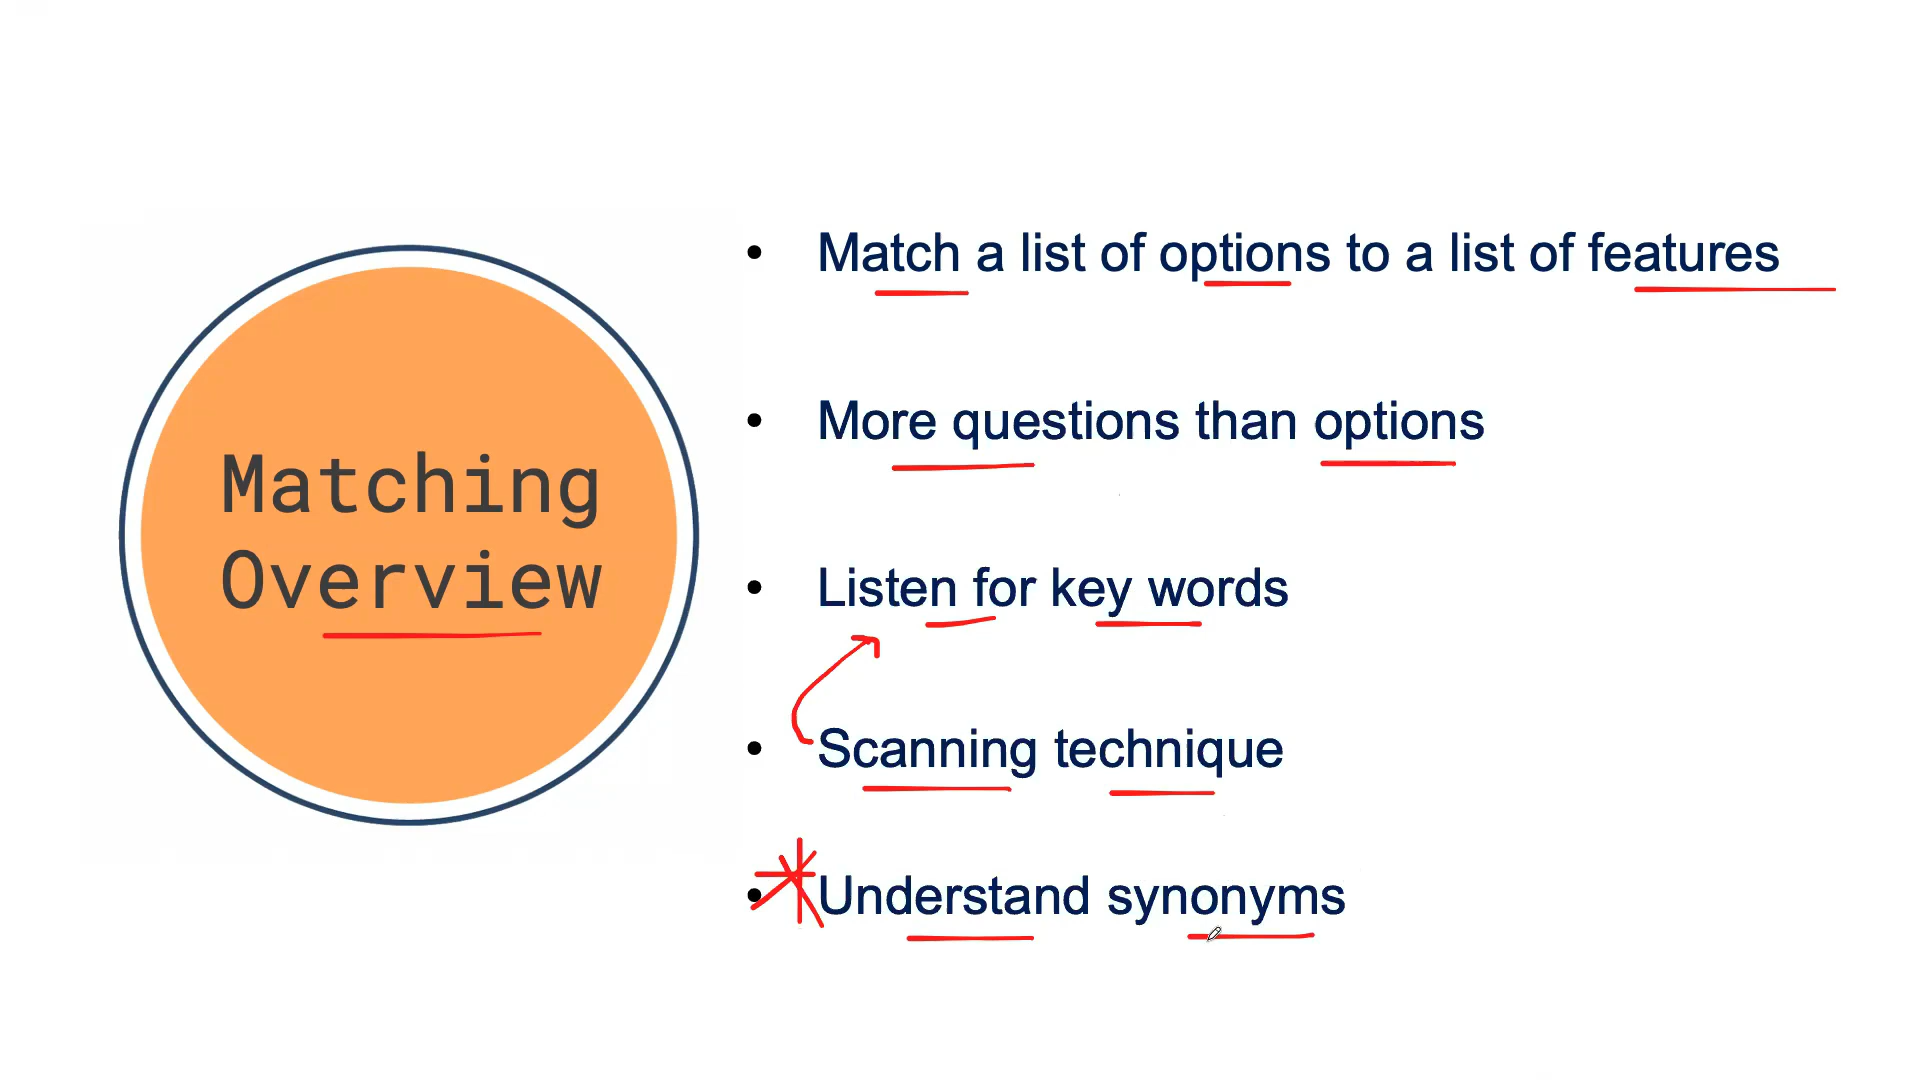 Matching
Overview
• Match a list of options to a list of features
• More questions than options
• Listen for key words
• Scanning technique
• Understand synonyms